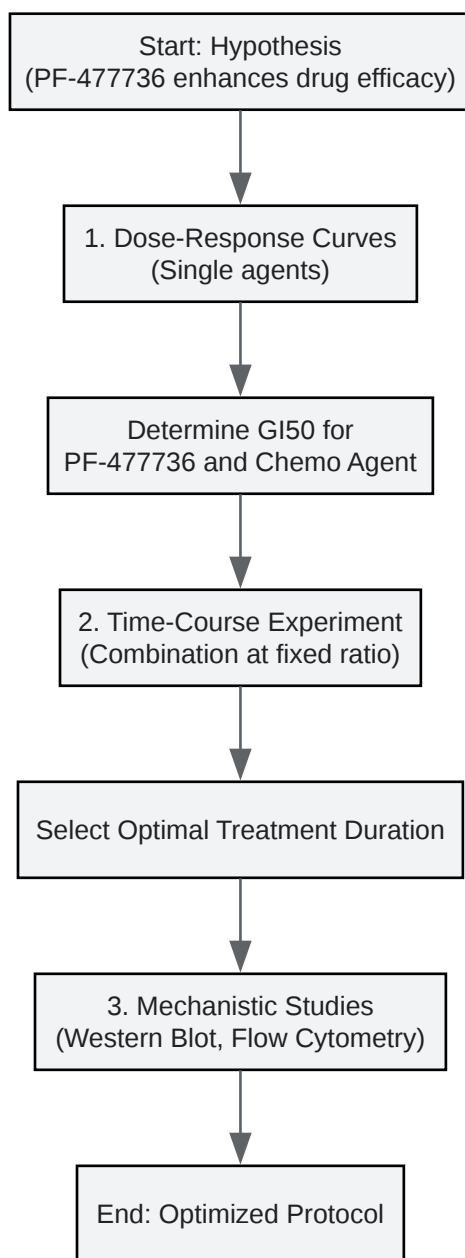 Start: Hypothesis
(PF-477736 enhances drug efficacy)
1. Dose-Response Curves
(Single agents)
Determine GI50 for
PF-477736 and Chemo Agent
2. Time-Course Experiment
(Combination at fixed ratio)
Select Optimal Treatment Duration
3. Mechanistic Studies
(Western Blot, Flow Cytometry)
End: Optimized Protocol